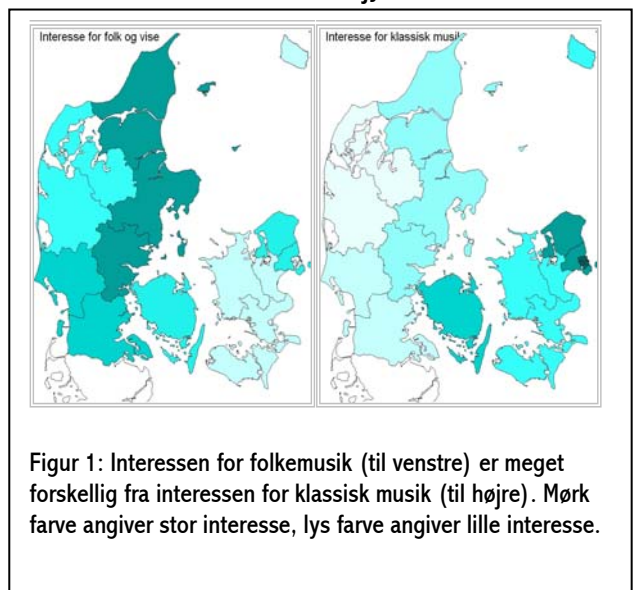 Interesse for folk og vise
Interesse for klassisk musik
Figur 1: Interessen for folkemusik (til venstre) er meget
forskellig fra interessen for klassisk musik (til højre). Mørk
farve angiver stor interesse, lys farve angiver lille interesse.